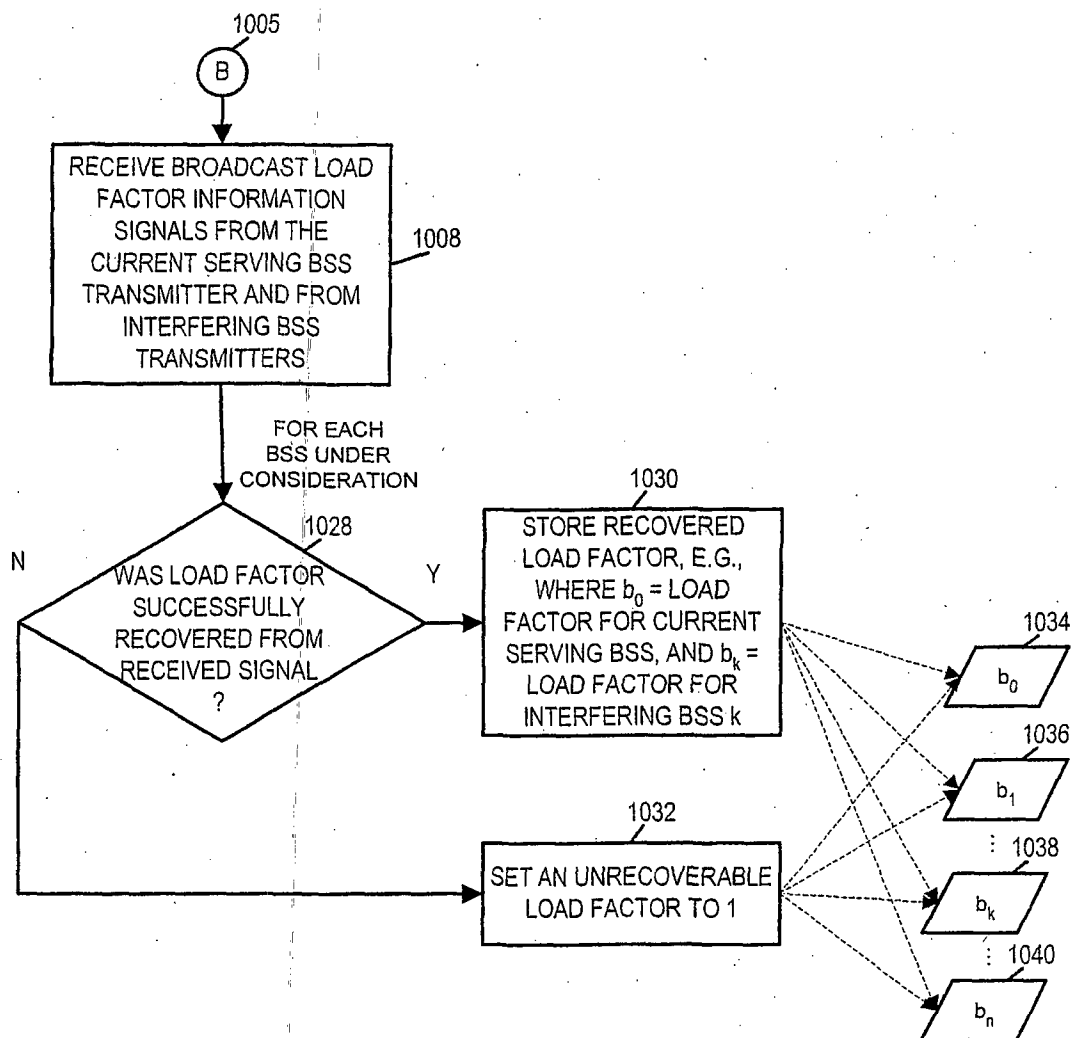 1005
B
RECEIVE BROADCAST LOAD
FACTOR INFORMATION
SIGNALS FROM THE
CURRENT SERVING BSS
TRANSMITTER AND FROM
INTERFERING BSS
TRANSMITTERS
1008
FOR EACH
BSS UNDER
CONSIDERATION
1028
N
WAS LOAD FACTOR
SUCCESSFULLY
RECOVERED FROM
RECEIVED SIGNAL
?
Y
1030
STORE RECOVERED
LOAD FACTOR, E.G.,
WHERE b₀ = LOAD
FACTOR FOR CURRENT
SERVING BSS, AND bₖ =
LOAD FACTOR FOR
INTERFERING BSS k
1032
SET AN UNRECOVERABLE
LOAD FACTOR TO 1
1034
b₀
1036
b₁
⋮
1038
bₖ
⋮
1040
bₙ